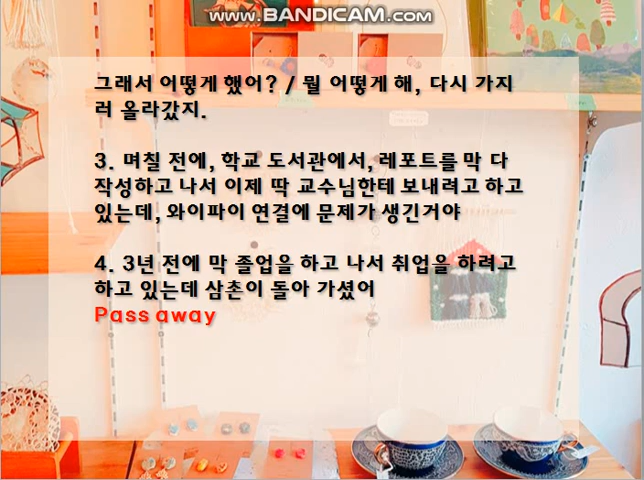 www.BANDICAM.com
그래서 어떻게 했어? / 뭘 어떻게 해, 다시 가지
러 올라갔지.
3. 며칠 전에, 학교 도서관에서, 레포트를 막 다
작성하고 나서 이제 딱 교수님한테 보내려고 하고
있는데, 와이파이 연결에 문제가 생긴거야
4. 3년 전에 막 졸업을 하고 나서 취업을 하려고
하고 있는데 삼촌이 돌아 가셨어
Pass away